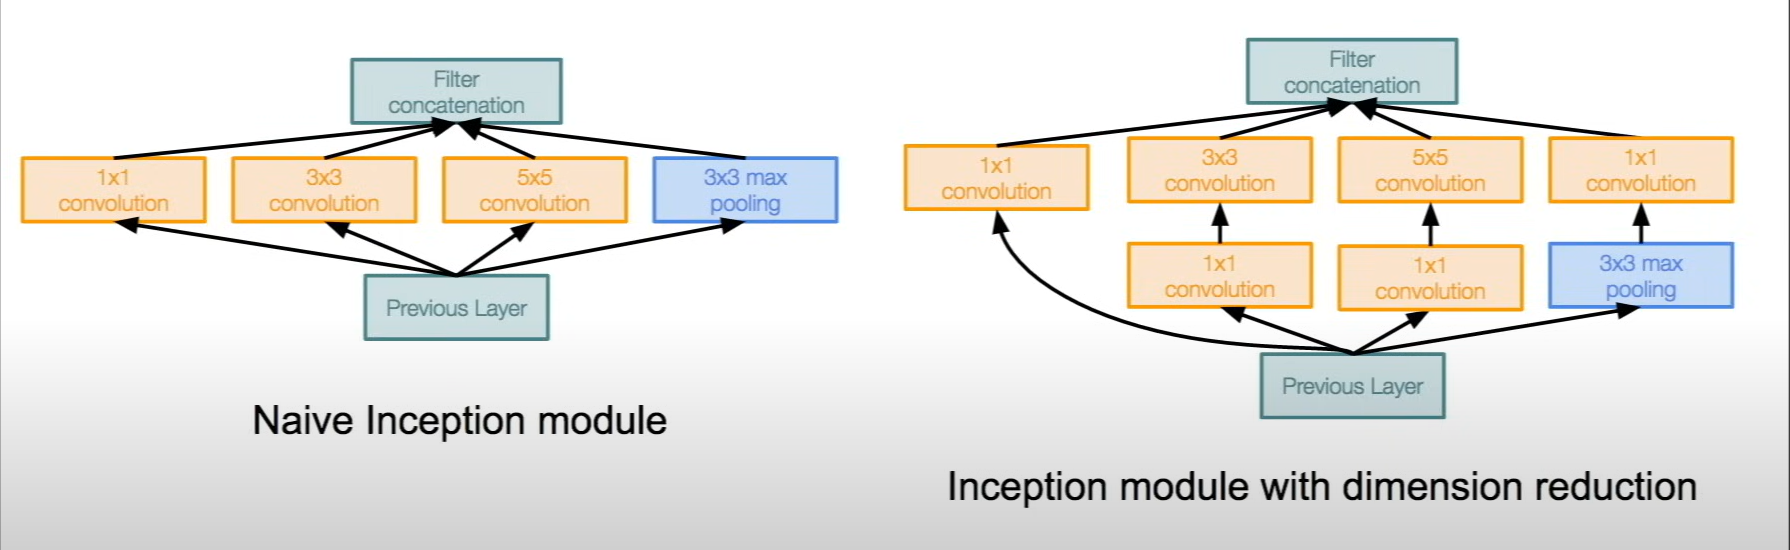 Filter
concatenation
1x1
convolution
3x3
convolution
5x5
convolution
3x3 max
pooling
Previous Layer
Naive Inception module
Filter
concatenation
1x1
convolution
3x3
convolution
5x5
convolution
1x1
convolution
1x1
convolution
1x1
convolution
3x3 max
pooling
Previous Layer
Inception module with dimension reduction